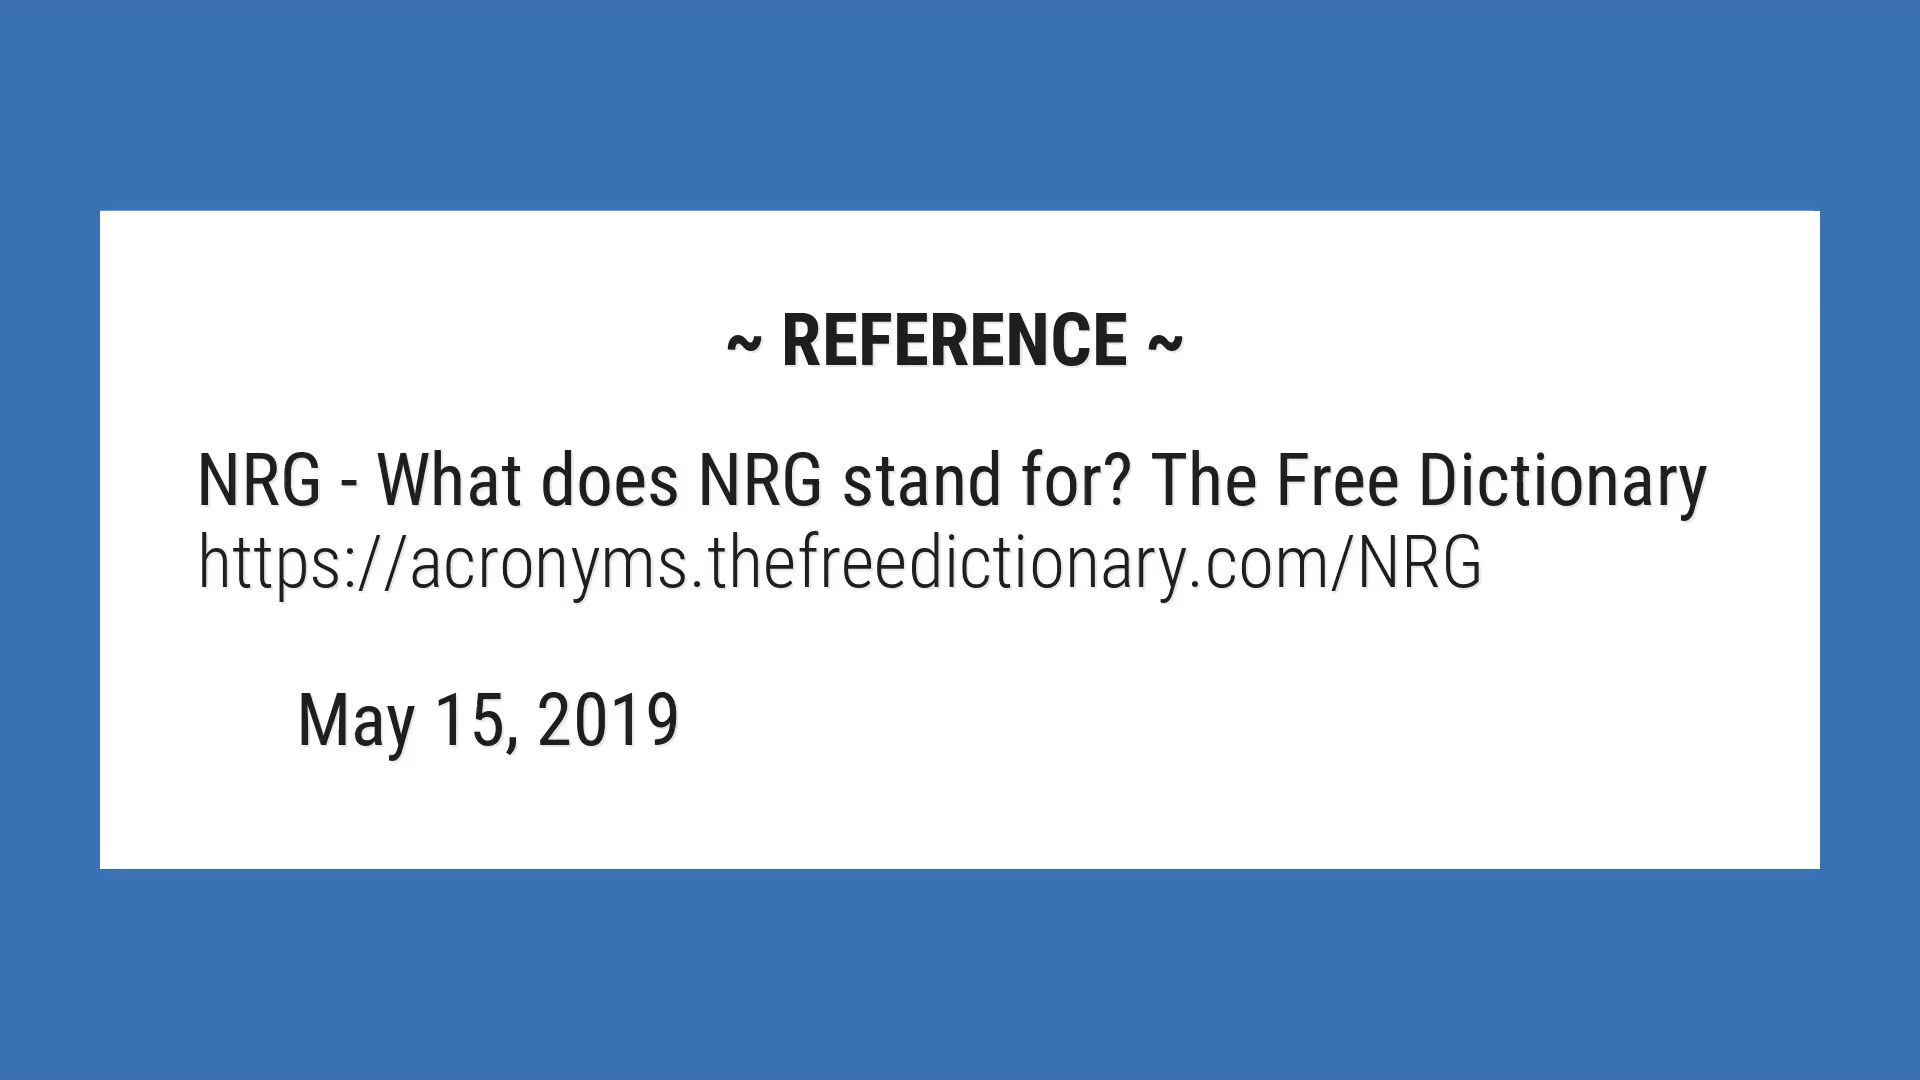 ~ REFERENCE ~
NRG - What does NRG stand for? The Free Dictionary
https://acronyms.thefreedictionary.com/NRG
May 15, 2019